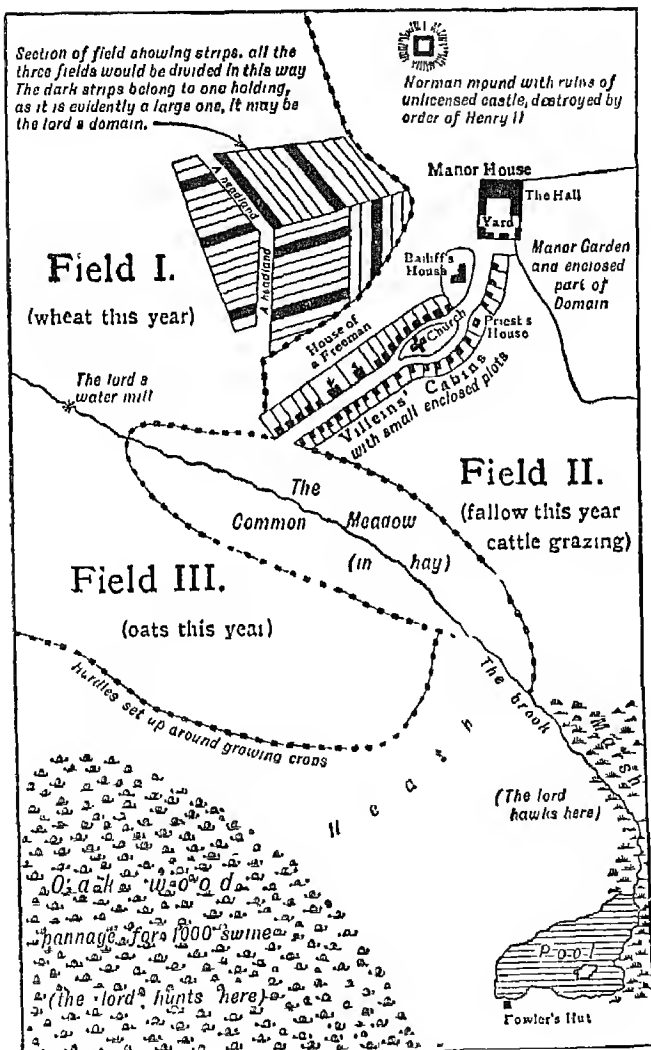 Section of field showing strips. all the
three fields would be divided in this way
The dark strips belong to one holding,
as it is evidently a large one, it may be
the lord s domain.
Norman mound with ruins of
unlicensed castle, destroyed by
order of Henry II
Manor House
The Hall
Yard
A headland
A headland
Field I.
(wheat this year)
Bailiff's
House
Manor Garden
and enclosed
part of
Domain
House of
a Freeman
Church
Priest s
House
Villeins' Cabins
with small enclosed plots
The lord s
water mill
Field II.
(fallow this year
cattle grazing)
The
Common Meadow
(in hay)
Field III.
(oats this year)
Hurdles set up around growing crops
The brook
Heath
Marsh
(The lord
hawks here)
Oak wood
pannage for 1000 swine
(the lord hunts here)
Pool
Fowler's Hut